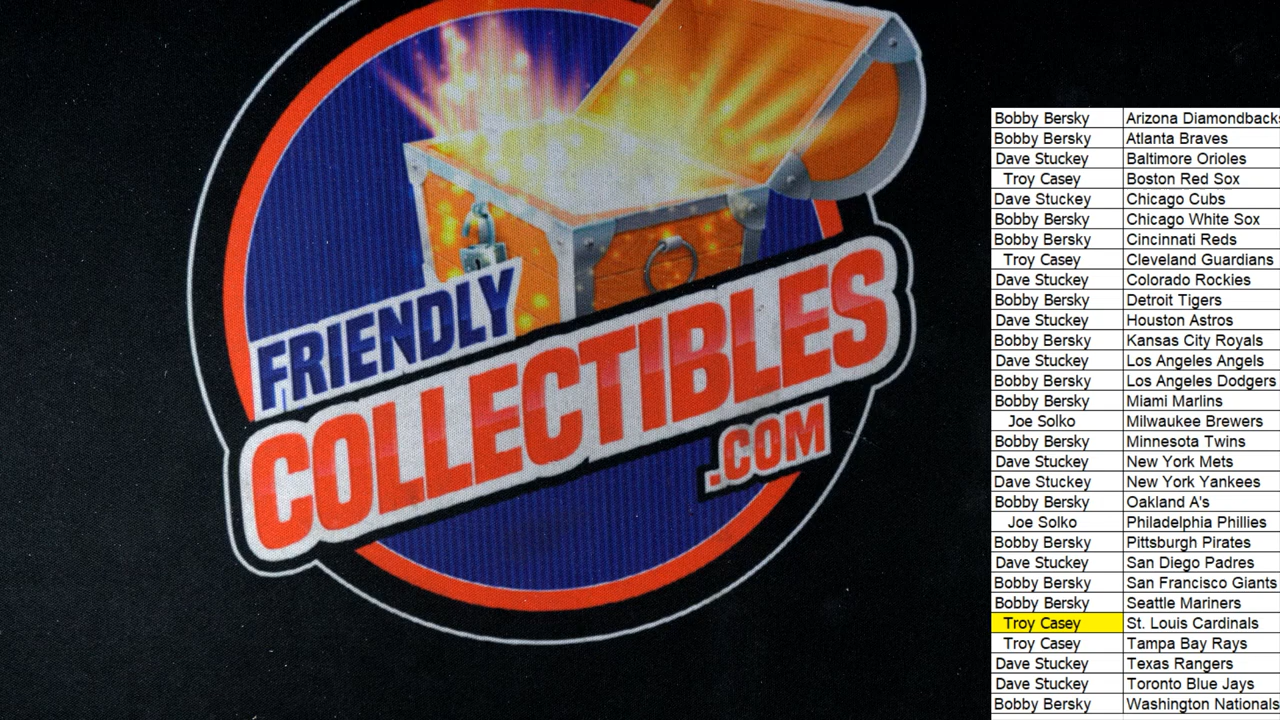 FRIENDLY
COLLECTIBLES
.COM
Bobby Bersky Arizona Diamondbacks
Bobby Bersky Atlanta Braves
Dave Stuckey Baltimore Orioles
Troy Casey Boston Red Sox
Dave Stuckey Chicago Cubs
Bobby Bersky Chicago White Sox
Bobby Bersky Cincinnati Reds
Troy Casey Cleveland Guardians
Dave Stuckey Colorado Rockies
Bobby Bersky Detroit Tigers
Dave Stuckey Houston Astros
Bobby Bersky Kansas City Royals
Dave Stuckey Los Angeles Angels
Bobby Bersky Los Angeles Dodgers
Bobby Bersky Miami Marlins
Joe Solko Milwaukee Brewers
Bobby Bersky Minnesota Twins
Dave Stuckey New York Mets
Dave Stuckey New York Yankees
Bobby Bersky Oakland A's
Joe Solko Philadelphia Phillies
Bobby Bersky Pittsburgh Pirates
Dave Stuckey San Diego Padres
Bobby Bersky San Francisco Giants
Bobby Bersky Seattle Mariners
Troy Casey St. Louis Cardinals
Troy Casey Tampa Bay Rays
Dave Stuckey Texas Rangers
Dave Stuckey Toronto Blue Jays
Bobby Bersky Washington Nationals